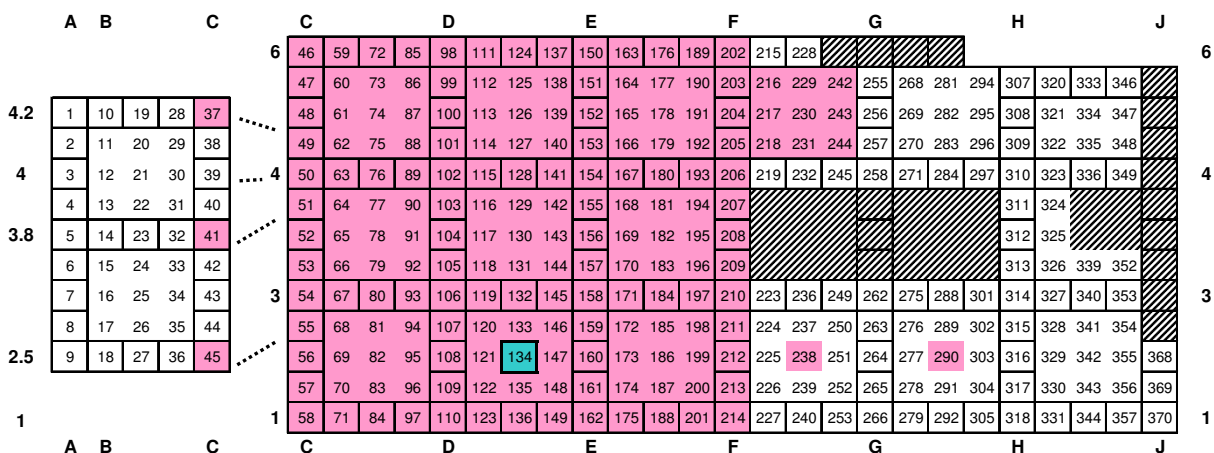 A B C C D E F G H J
6 46 59 72 85 98 111 124 137 150 163 176 189 202 215 228 6
47 60 73 86 99 112 125 138 151 164 177 190 203 216 229 242 255 268 281 294 307 320 333 346
4.2 1 10 19 28 37 48 61 74 87 100 113 126 139 152 165 178 191 204 217 230 243 256 269 282 295 308 321 334 347
2 11 20 29 38 49 62 75 88 101 114 127 140 153 166 179 192 205 218 231 244 257 270 283 296 309 322 335 348
4 3 12 21 30 39 4 50 63 76 89 102 115 128 141 154 167 180 193 206 219 232 245 258 271 284 297 310 323 336 349 4
4 13 22 31 40 51 64 77 90 103 116 129 142 155 168 181 194 207 311 324
3.8 5 14 23 32 41 52 65 78 91 104 117 130 143 156 169 182 195 208 312 325
6 15 24 33 42 53 66 79 92 105 118 131 144 157 170 183 196 209 313 326 339 352
7 16 25 34 43 3 54 67 80 93 106 119 132 145 158 171 184 197 210 223 236 249 262 275 288 301 314 327 340 353 3
8 17 26 35 44 55 68 81 94 107 120 133 146 159 172 185 198 211 224 237 250 263 276 289 302 315 328 341 354
2.5 9 18 27 36 45 56 69 82 95 108 121 134 147 160 173 186 199 212 225 238 251 264 277 290 303 316 329 342 355 368
57 70 83 96 109 122 135 148 161 174 187 200 213 226 239 252 265 278 291 304 317 330 343 356 369
1 1 58 71 84 97 110 123 136 149 162 175 188 201 214 227 240 253 266 279 292 305 318 331 344 357 370 1
A B C C D E F G H J